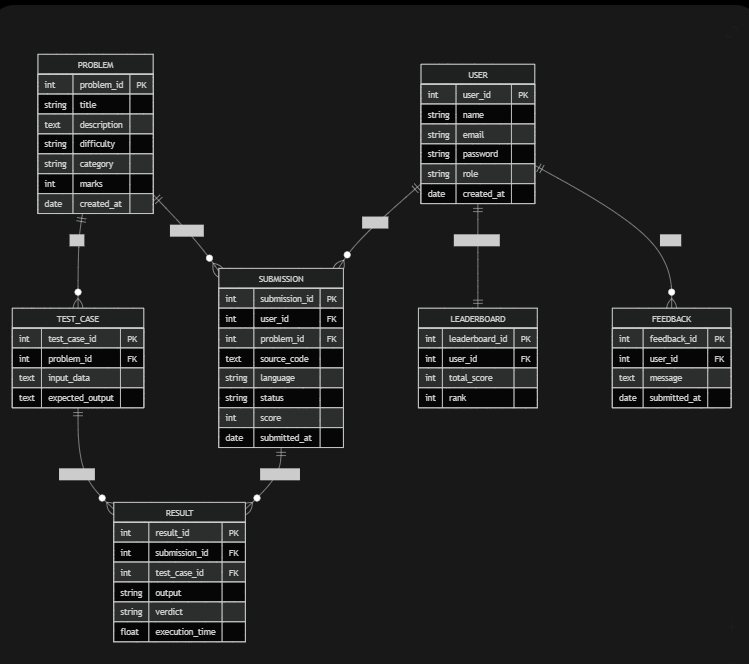 PROBLEM
int problem_id PK
string title
text description
string difficulty
string category
int marks
date created_at
USER
int user_id PK
string name
string email
string password
string role
date created_at
SUBMISSION
int submission_id PK
int user_id FK
int problem_id FK
text source_code
string language
string status
int score
date submitted_at
TEST_CASE
int test_case_id PK
int problem_id FK
text input_data
text expected_output
LEADERBOARD
int leaderboard_id PK
int user_id FK
int total_score
int rank
FEEDBACK
int feedback_id PK
int user_id FK
text message
date submitted_at
RESULT
int result_id PK
int submission_id FK
int test_case_id FK
string output
string verdict
float execution_time